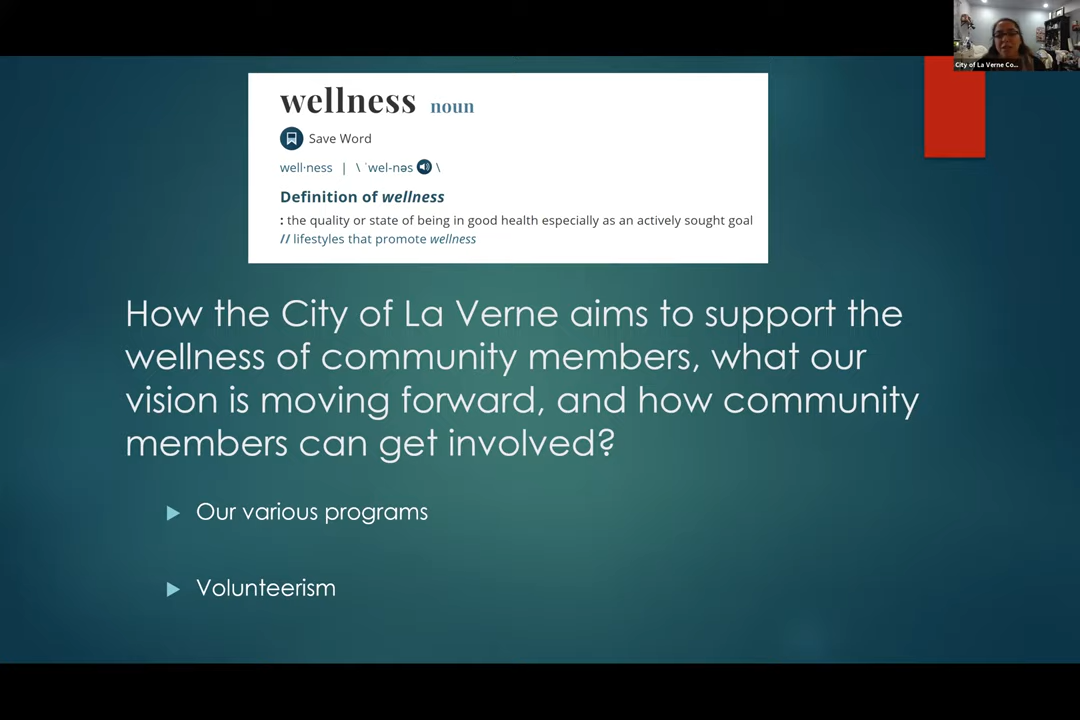 City of La Verne Co...
wellness noun
Save Word
well·ness | \ ˈwel-nəs \
Definition of wellness
: the quality or state of being in good health especially as an actively sought goal
// lifestyles that promote wellness
How the City of La Verne aims to support the
wellness of community members, what our
vision is moving forward, and how community
members can get involved?
Our various programs
Volunteerism